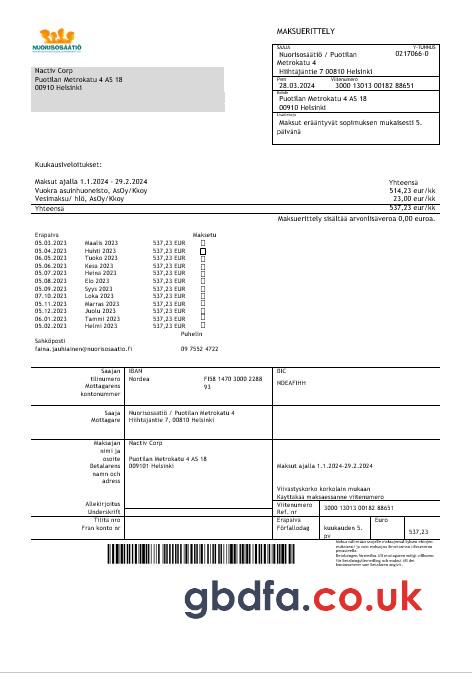 MAKSUERITTELY
NUORISOSÄÄTIÖ
SAAJA Y-TUNNUS
Nuorisosäätiö / Puotilan 0217066-0
Metrokatu 4
Hiihtäjäntie 7 00810 Helsinki
Pvm Viitenumero
28.03.2024 3000 13013 00182 88651
Kohde
Puotilan Metrokatu 4 AS 18
00910 Helsinki
Lisätietoja
Maksut erääntyvät sopimuksen mukaisesti 5.
päivänä
Nactiv Corp
Puotilan Metrokatu 4 AS 18
00910 Helsinki
Kuukausiveloitukset:
Maksut ajalla 1.1.2024 - 29.2.2024 Yhteensä
Vuokra asuinhuoneisto, AsOy/Kkoy 514,23 eur/kk
Vesimaksu/ hlö, AsOy/Kkoy 23,00 eur/kk
Yhteensä 537,23 eur/kk
Maksuerittely sisältää arvonlisäveroa 0,00 euroa.
Eräpäivä Maksettu
05.03.2023 Maalis 2023 537,23 EUR
05.04.2023 Huhti 2023 537,23 EUR
06.05.2023 Tuoko 2023 537,23 EUR
05.06.2023 Kesä 2023 537,23 EUR
05.07.2023 Heinä 2023 537,23 EUR
05.08.2023 Elo 2023 537,23 EUR
05.09.2023 Syys 2023 537,23 EUR
07.10.2023 Loka 2023 537,23 EUR
05.11.2023 Marras 2023 537,23 EUR
05.12.2023 Joulu 2023 537,23 EUR
06.01.2023 Tammi 2023 537,23 EUR
05.02.2023 Helmi 2023 537,23 EUR
Puhelin
Sähköposti
faina.jauhiainen@nuorisosaatio.fi 09 7552 4722
Saajan IBAN BIC
tilinumero Nordea FI58 1470 3000 2288
Mottagarens 93 NDEAFIHH
kontonummer
Saaja Nuorisosäätiö / Puotilan Metrokatu 4
Mottagare Hiihtäjäntie 7, 00810 Helsinki
Maksajan Nactiv Corp
nimi ja
osoite Puotilan Metrokatu 4 AS 18
Betalarens 009101 Helsinki Maksut ajalla 1.1.2024-29.2.2024
namn och
adress
Viivästyskorko korkolain mukaan
Käyttäkää maksaessanne viitenumero
Allekirjoitus Viitenumero 3000 13013 00182 88651
Underskrift Ref. nr
Tililtä nro Eräpäivä Euro
Från konto nr Förfallodag kuukauden 5. 537,23
pv
gbdfa.co.uk